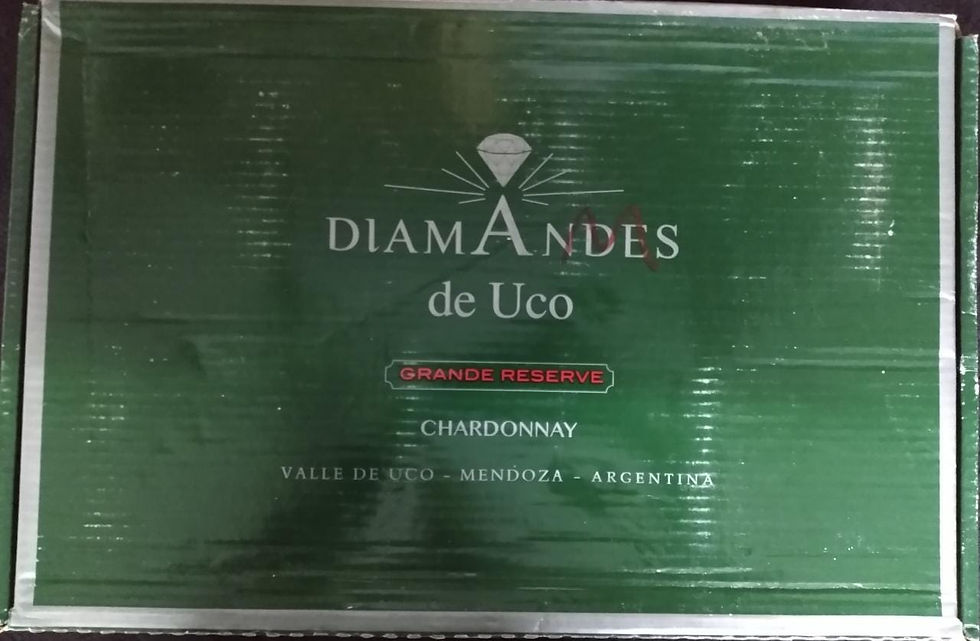 DIAMANDES
de Uco
GRANDE RESERVE
CHARDONNAY
VALLE DE UCO - MENDOZA - ARGENTINA